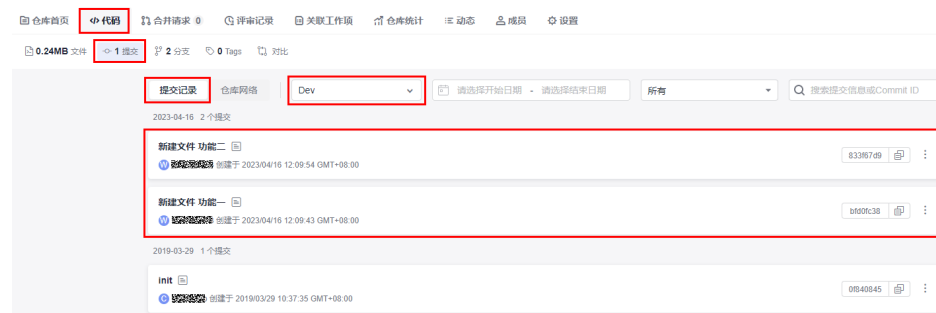 仓库首页 代码 合并请求 0 评审记录 关联工作项 仓库统计 动态 成员 设置
0.24MB 文件 1 提交 2 分支 0 Tags 对比
提交记录 仓库网络 Dev 请选择开始日期 - 请选择结束日期 所有 搜索提交信息或Commit ID
2023-04-16 2 个提交
新建文件 功能二
W 创建于 2023/04/16 12:09:54 GMT+08:00 833f67d9
新建文件 功能一
W 创建于 2023/04/16 12:09:43 GMT+08:00 bfd0fc38
2019-03-29 1 个提交
init
C 创建于 2019/03/29 10:37:35 GMT+08:00 0f840845